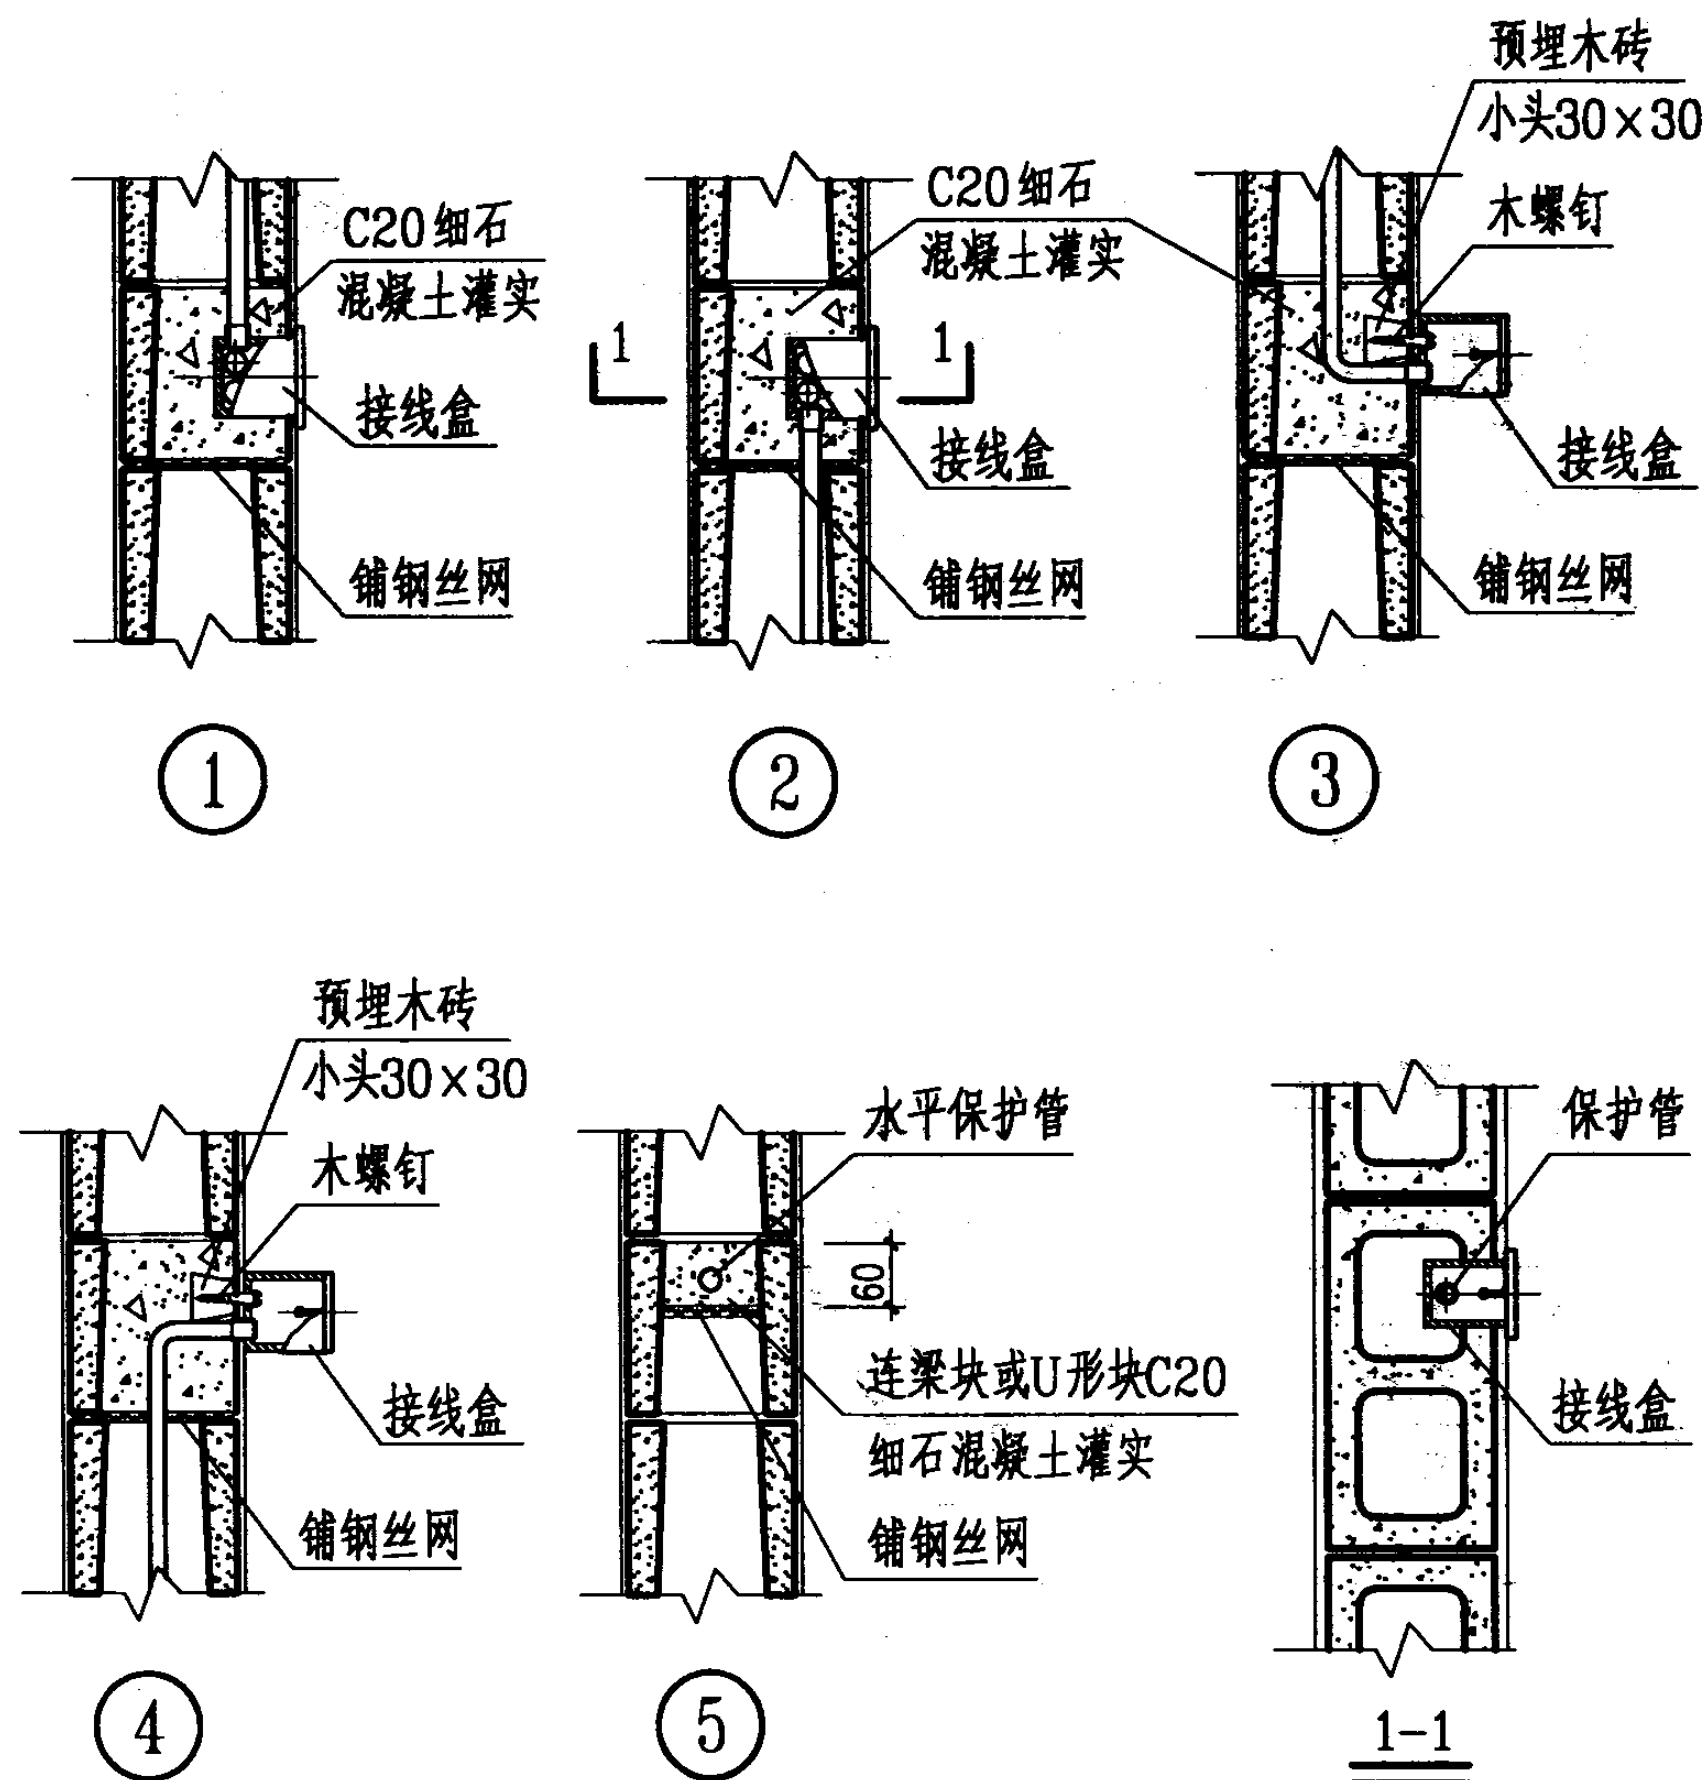 C20细石
混凝土灌实
接线盒
铺钢丝网
1
C20细石
混凝土灌实
1
1
接线盒
铺钢丝网
2
预埋木砖
小头30×30
木螺钉
接线盒
铺钢丝网
3
预埋木砖
小头30×30
木螺钉
接线盒
铺钢丝网
4
水平保护管
60
连梁块或U形块C20
细石混凝土灌实
铺钢丝网
5
保护管
接线盒
1-1